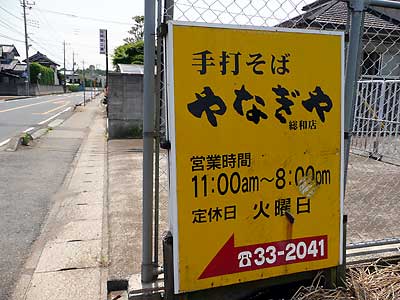 手打そば
やなぎや
総和店
営業時間
11:00am〜8:00pm
定休日 火曜日
☎33-2041